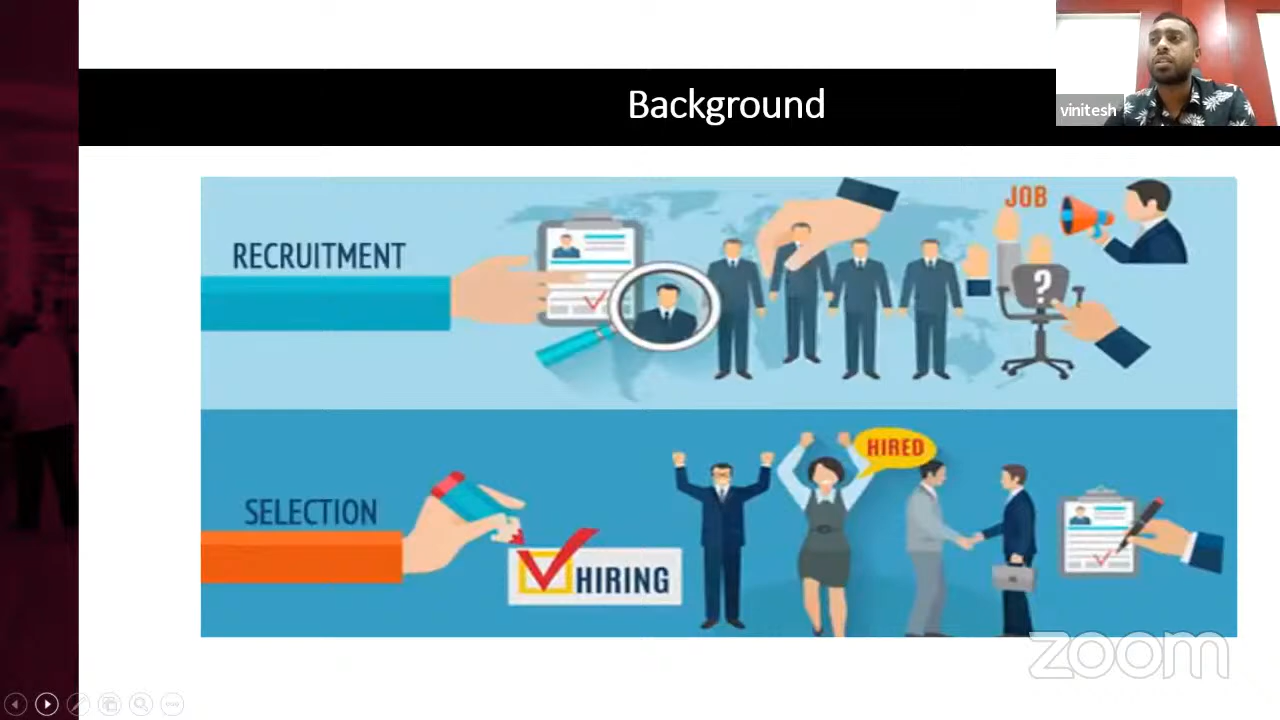 Background
vinitesh
RECRUITMENT
JOB
?
SELECTION
HIRED
HIRING
zoom